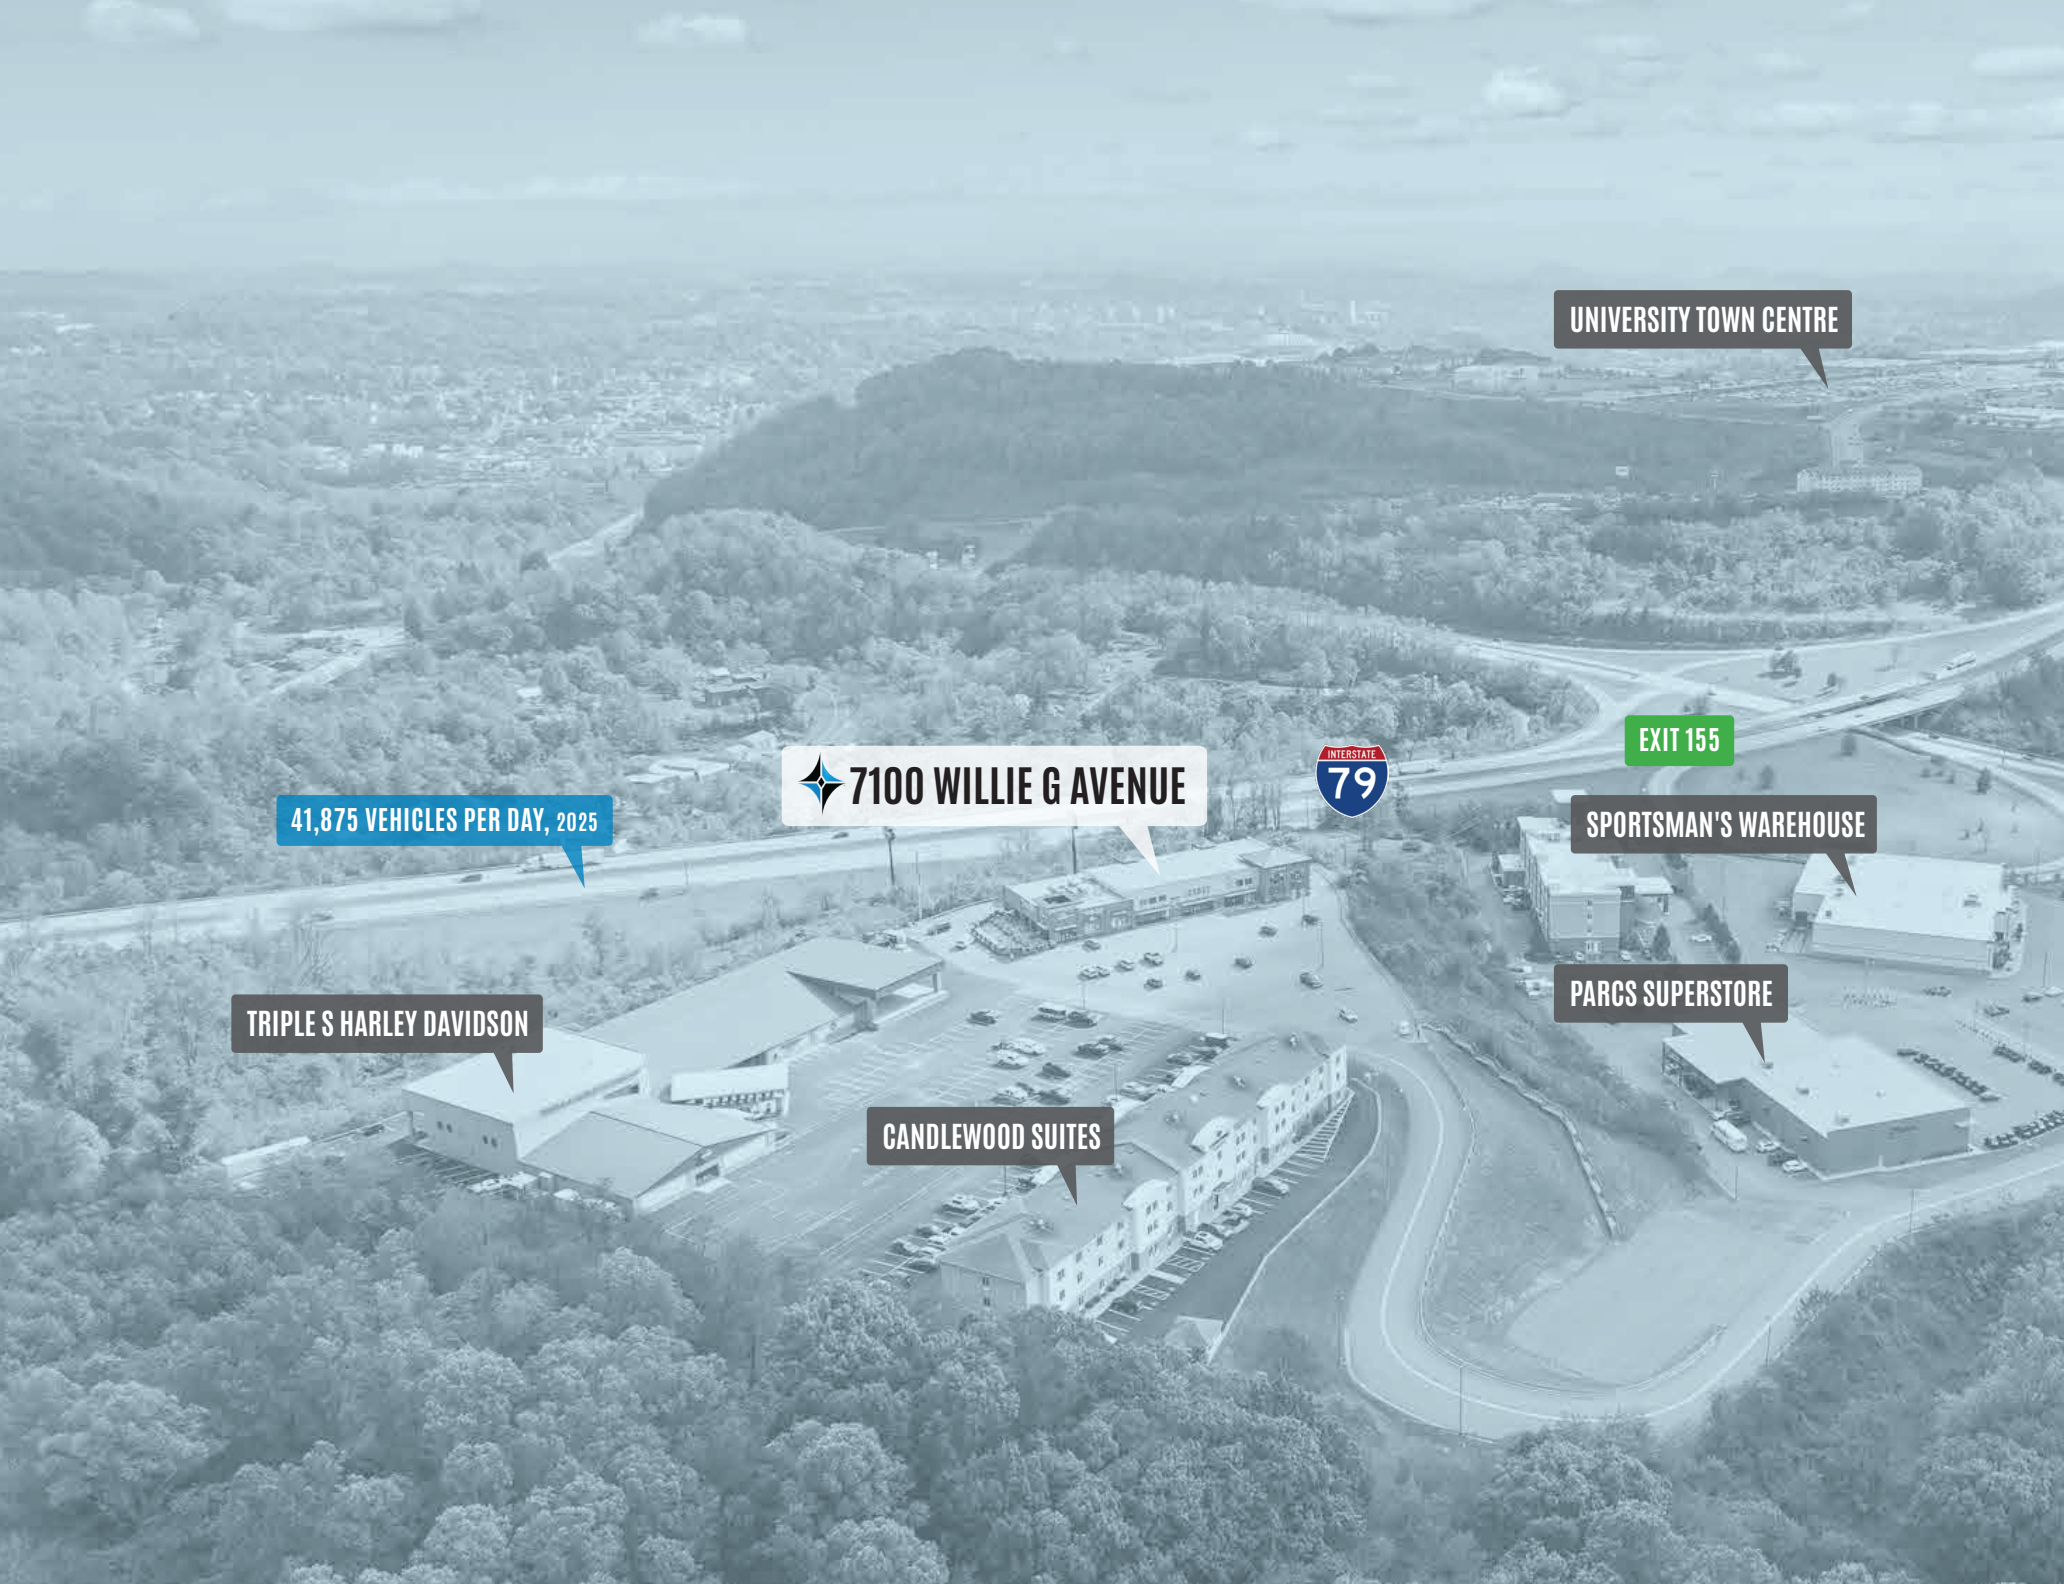 UNIVERSITY TOWN CENTRE
EXIT 155
7100 WILLIE G AVENUE
INTERSTATE
79
41,875 VEHICLES PER DAY, 2025
SPORTSMAN'S WAREHOUSE
PARCS SUPERSTORE
TRIPLE S HARLEY DAVIDSON
CANDLEWOOD SUITES